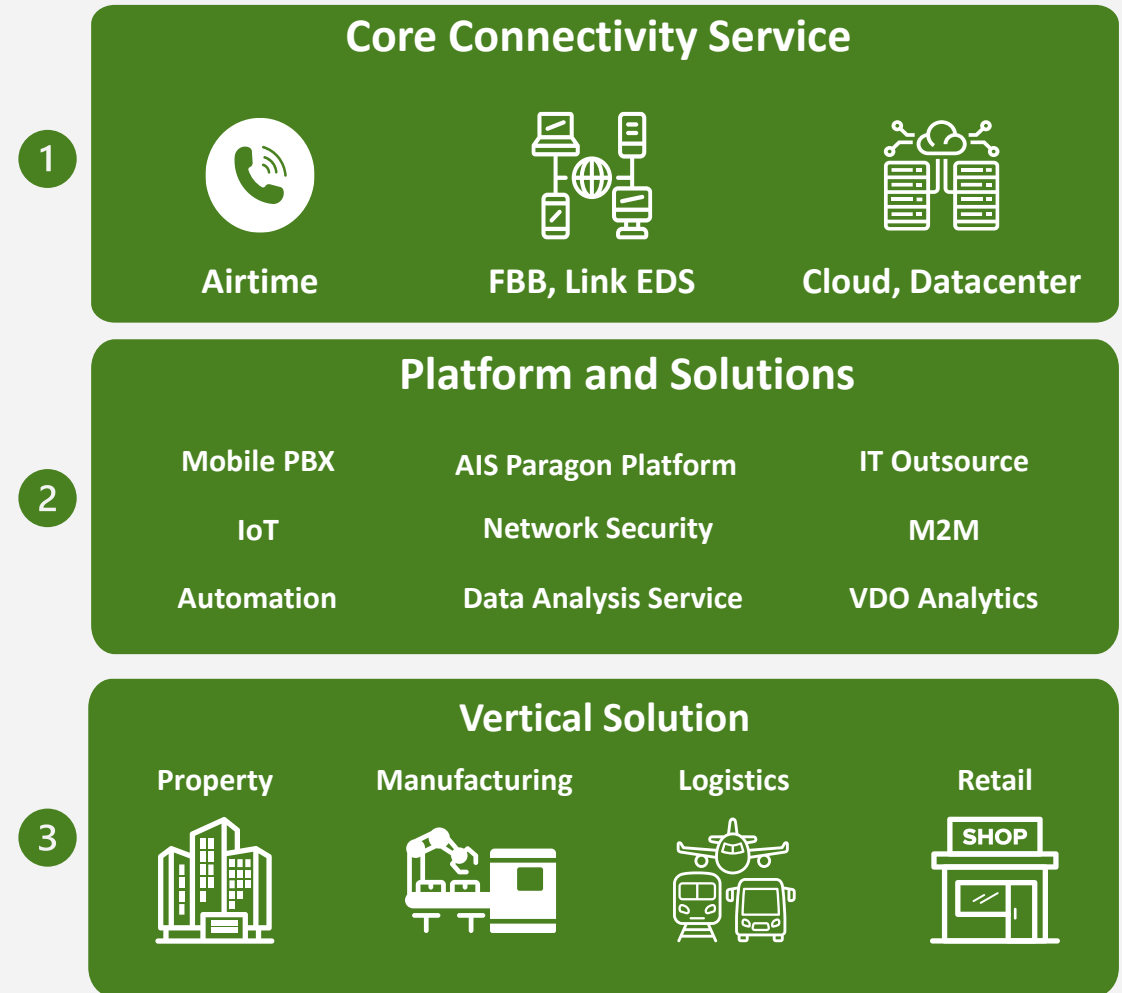 Core Connectivity Service
1
Airtime
FBB, Link EDS
Cloud, Datacenter
Platform and Solutions
2
Mobile PBX
AIS Paragon Platform
IT Outsource
IoT
Network Security
M2M
Automation
Data Analysis Service
VDO Analytics
Vertical Solution
3
Property
Manufacturing
Logistics
Retail
SHOP